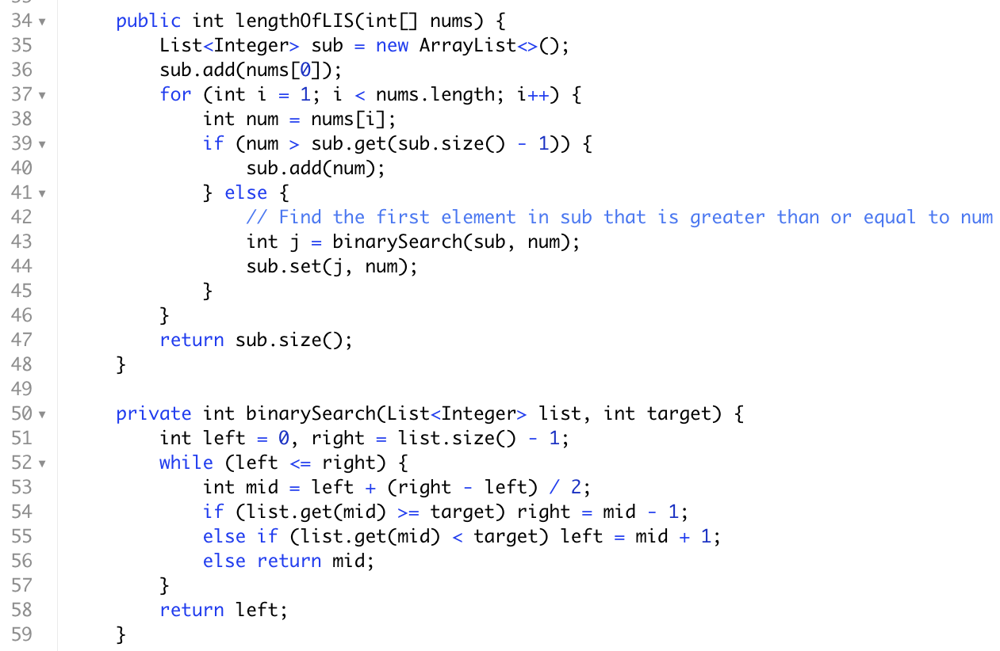 34 ▼ public int lengthOfLIS(int[] nums) {
35 List<Integer> sub = new ArrayList<>();
36 sub.add(nums[0]);
37 ▼ for (int i = 1; i < nums.length; i++) {
38 int num = nums[i];
39 ▼ if (num > sub.get(sub.size() - 1)) {
40 sub.add(num);
41 ▼ } else {
42 // Find the first element in sub that is greater than or equal to num
43 int j = binarySearch(sub, num);
44 sub.set(j, num);
45 }
46 }
47 return sub.size();
48 }
49
50 ▼ private int binarySearch(List<Integer> list, int target) {
51 int left = 0, right = list.size() - 1;
52 ▼ while (left <= right) {
53 int mid = left + (right - left) / 2;
54 if (list.get(mid) >= target) right = mid - 1;
55 else if (list.get(mid) < target) left = mid + 1;
56 else return mid;
57 }
58 return left;
59 }